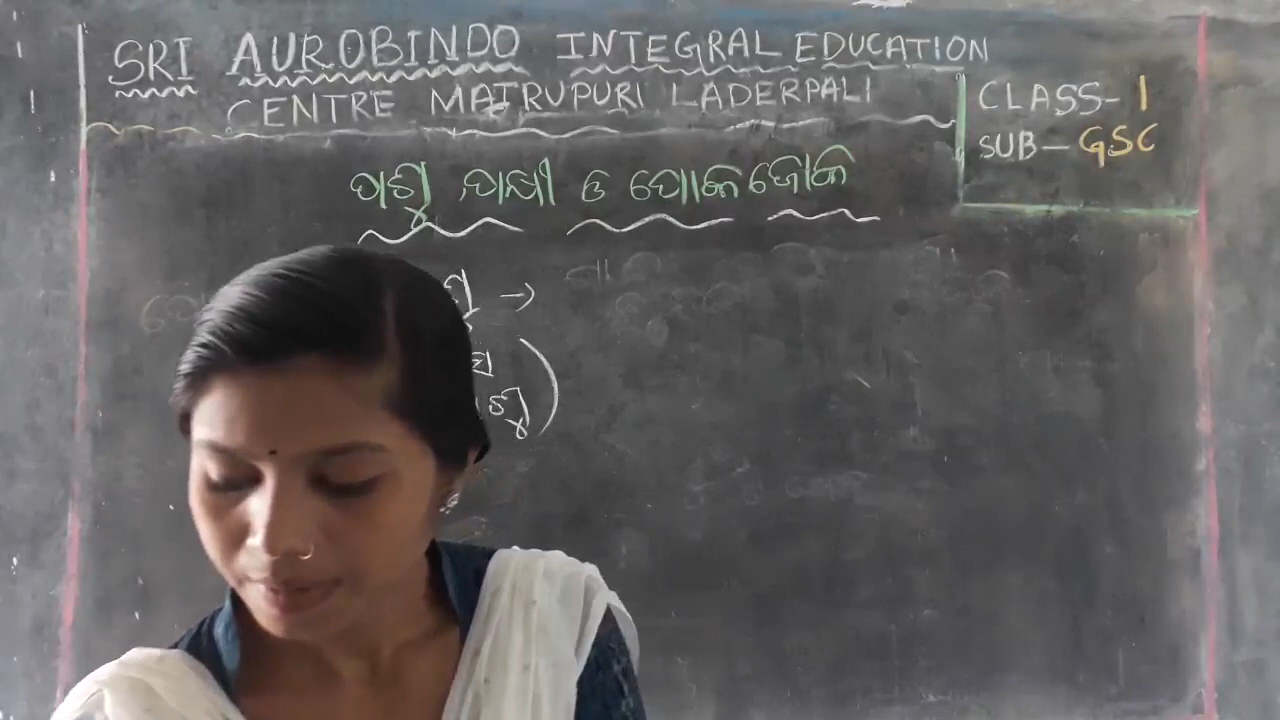 SRI AUROBINDO INTEGRAL EDUCATION
CENTRE MATRUPURI LADERPALI
CLASS- 1
SUB- GSC
ପଶୁ, ପକ୍ଷୀ ଓ ପୋକଜୋକ
→
)